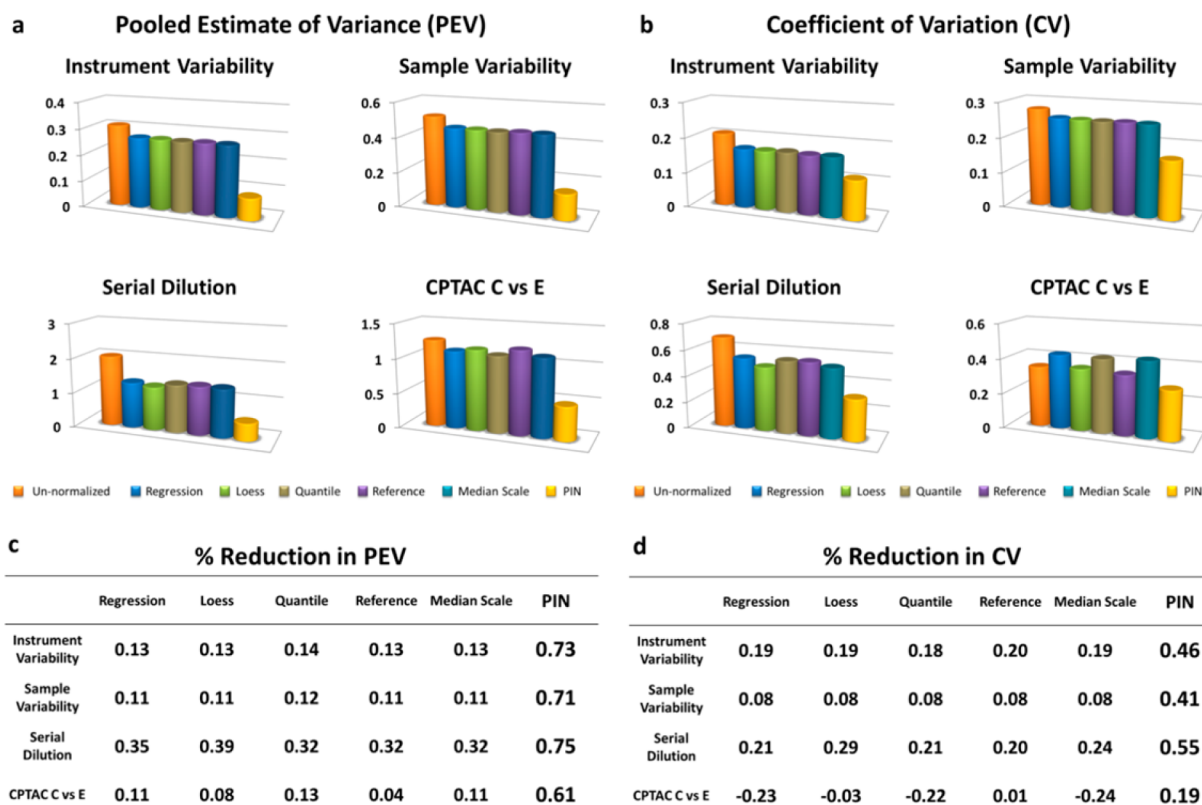 a Pooled Estimate of Variance (PEV)
Instrument Variability
0.4
0.3
0.2
0.1
0
Sample Variability
0.6
0.4
0.2
0
Serial Dilution
3
2
1
0
CPTAC C vs E
1.5
1
0.5
0
Un-normalized Regression Loess Quantile Reference Median Scale PIN
b Coefficient of Variation (CV)
Instrument Variability
0.3
0.2
0.1
0
Sample Variability
0.3
0.2
0.1
0
Serial Dilution
0.8
0.6
0.4
0.2
0
CPTAC C vs E
0.6
0.4
0.2
0
Un-normalized Regression Loess Quantile Reference Median Scale PIN
c % Reduction in PEV
Regression Loess Quantile Reference Median Scale PIN
Instrument
Variability 0.13 0.13 0.14 0.13 0.13 0.73
Sample
Variability 0.11 0.11 0.12 0.11 0.11 0.71
Serial
Dilution 0.35 0.39 0.32 0.32 0.32 0.75
CPTAC C vs E 0.11 0.08 0.13 0.04 0.11 0.61
d % Reduction in CV
Regression Loess Quantile Reference Median Scale PIN
Instrument
Variability 0.19 0.19 0.18 0.20 0.19 0.46
Sample
Variability 0.08 0.08 0.08 0.08 0.08 0.41
Serial
Dilution 0.21 0.29 0.21 0.20 0.24 0.55
CPTAC C vs E -0.23 -0.03 -0.22 0.01 -0.24 0.19